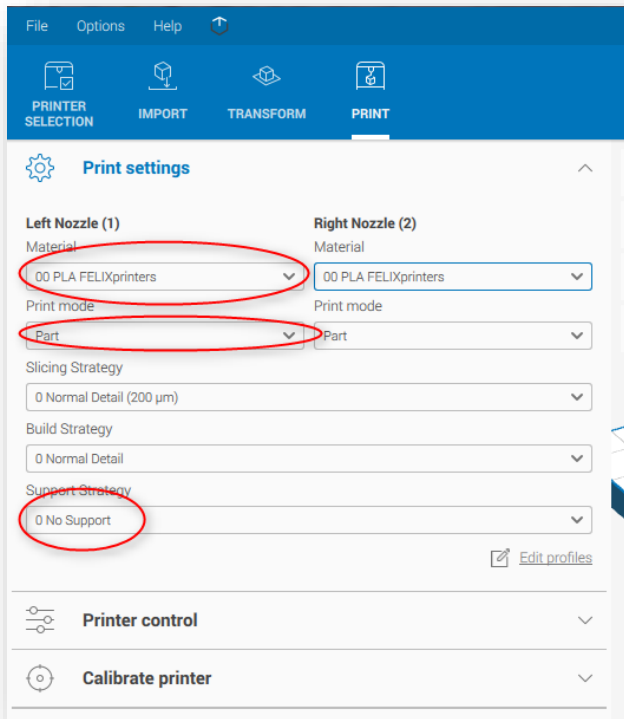 File Options Help
PRINTER SELECTION IMPORT TRANSFORM PRINT
Print settings
Left Nozzle (1) Right Nozzle (2)
Material Material
00 PLA FELIXprinters 00 PLA FELIXprinters
Print mode Print mode
Part Part
Slicing Strategy
0 Normal Detail (200 µm)
Build Strategy
0 Normal Detail
Support Strategy
0 No Support
Edit profiles
Printer control
Calibrate printer